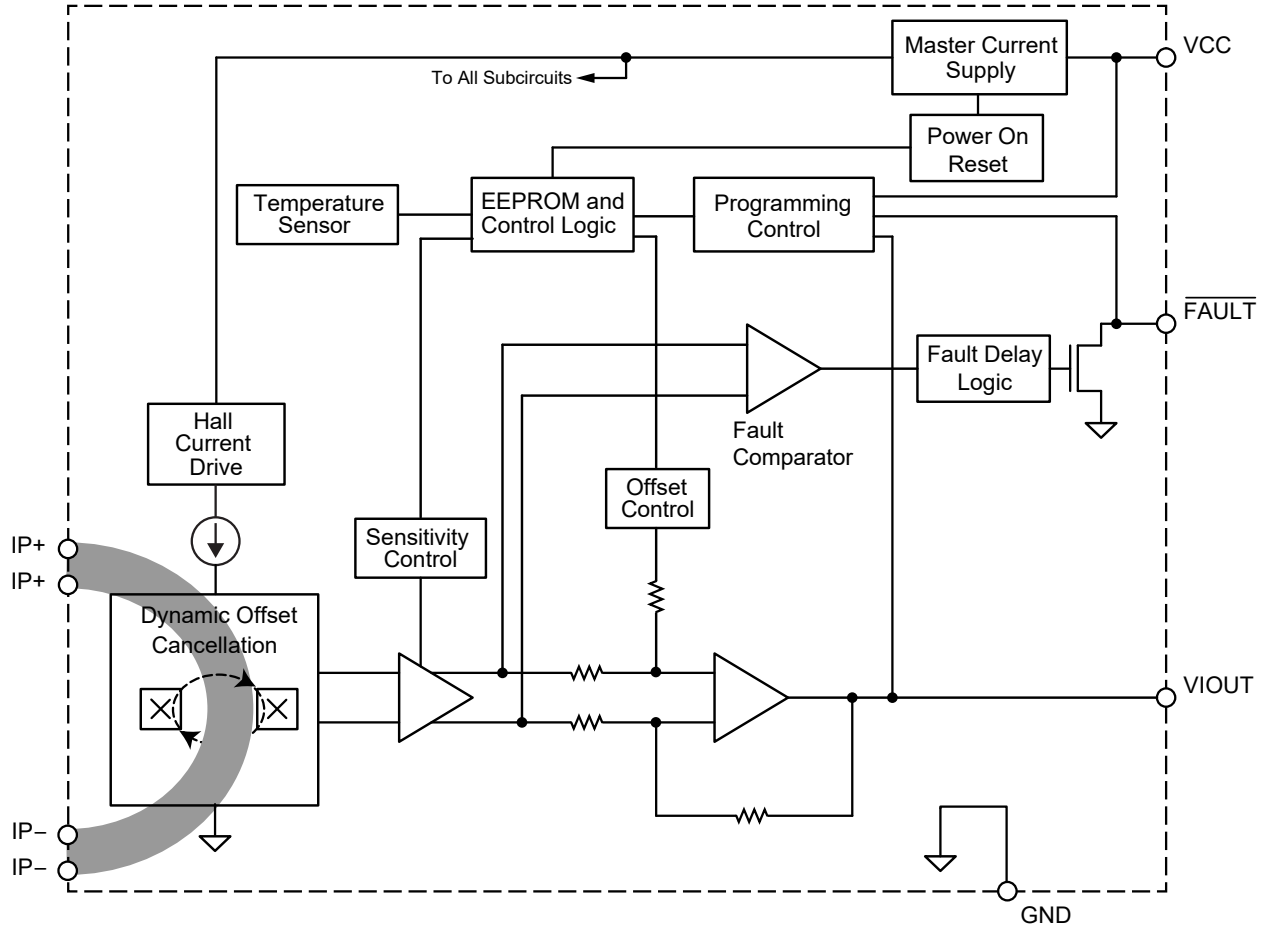 Master Current
Supply
VCC
To All Subcircuits
Power On
Reset
Temperature
Sensor
EEPROM and
Control Logic
Programming
Control
FAULT
Fault Delay
Logic
Hall
Current
Drive
Fault
Comparator
Offset
Control
Sensitivity
Control
IP+
IP+
Dynamic Offset
Cancellation
VIOUT
IP–
IP–
GND